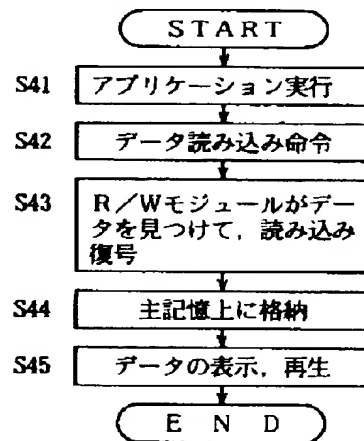 START
S41 アプリケーション実行
S42 データ読み込み命令
S43 R/Wモジュールがデー
タを見つけて,読み込み
復号
S44 主記憶上に格納
S45 データの表示,再生
END